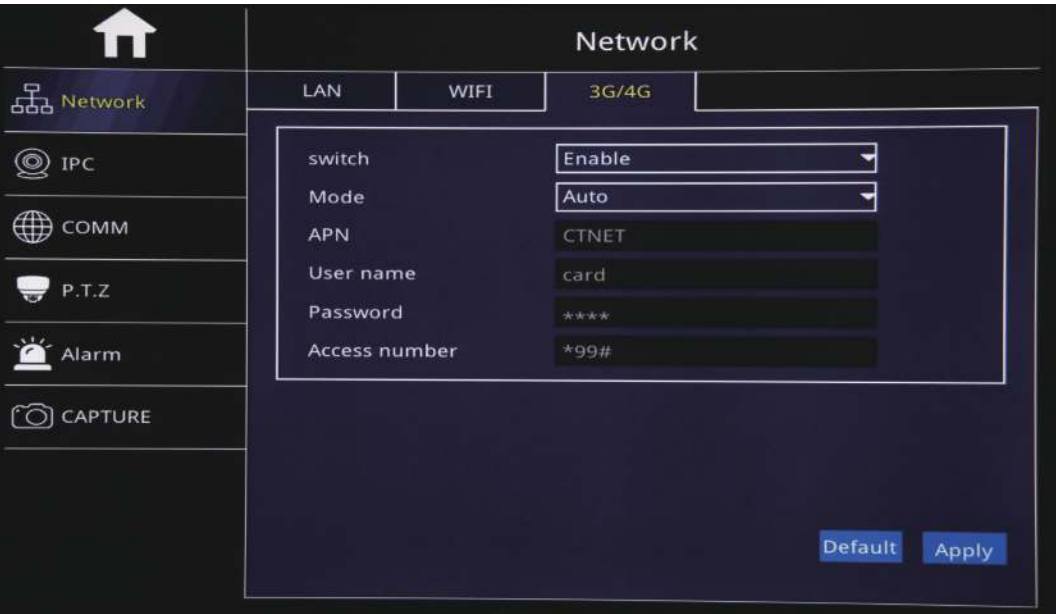 Network
Network
IPC
COMM
P.T.Z
Alarm
CAPTURE
LAN WIFI 3G/4G
switch Enable
Mode Auto
APN CTNET
User name card
Password ****
Access number *99#
Default Apply